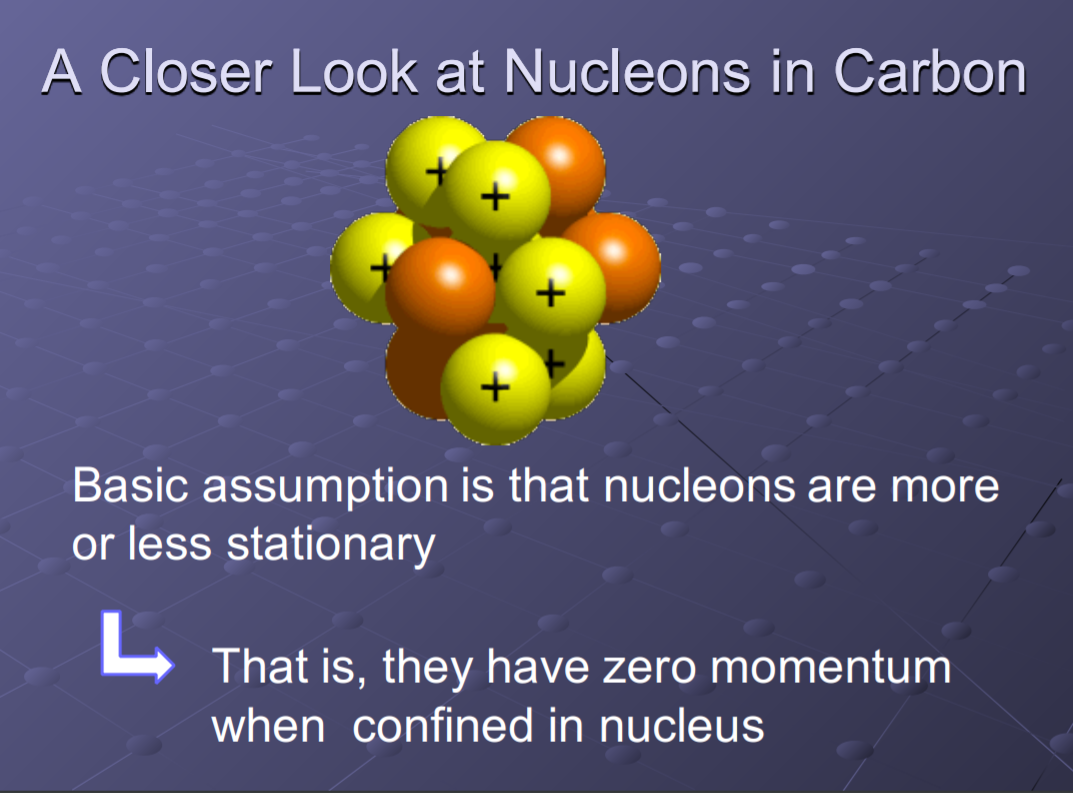 A Closer Look at Nucleons in Carbon
+
+
+
+
+
+
+
Basic assumption is that nucleons are more
or less stationary
That is, they have zero momentum
when confined in nucleus